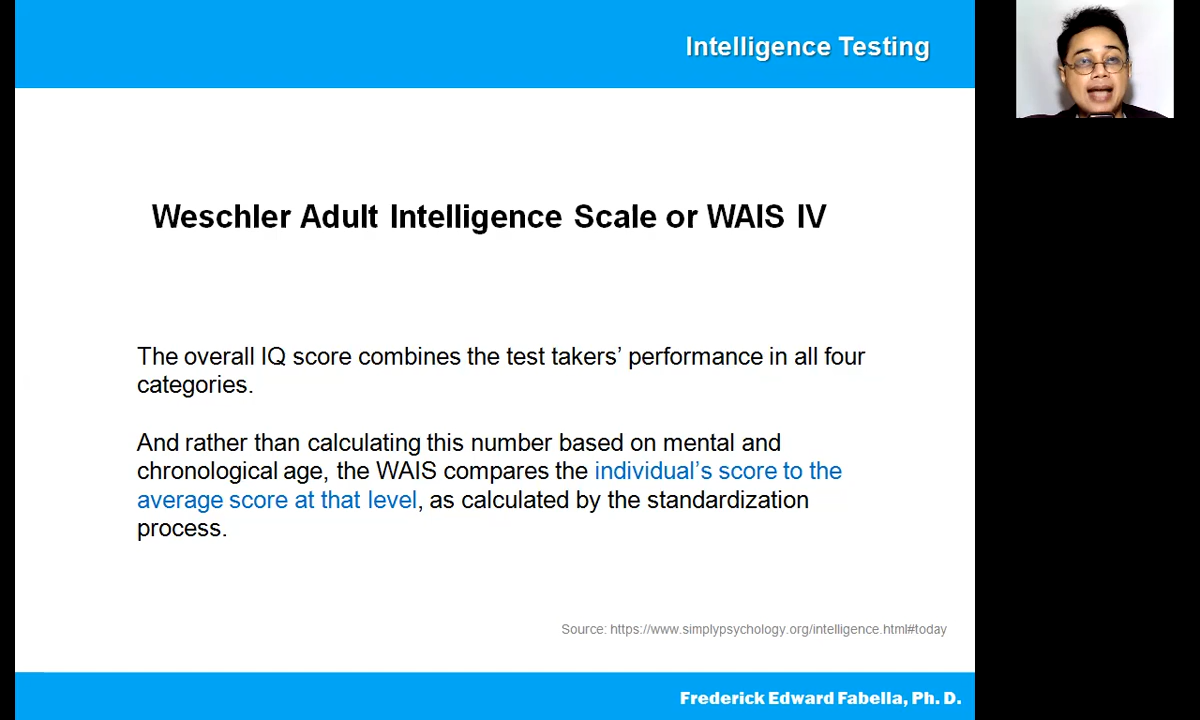 Intelligence Testing
Weschler Adult Intelligence Scale or WAIS IV
The overall IQ score combines the test takers’ performance in all four
categories.
And rather than calculating this number based on mental and
chronological age, the WAIS compares the individual’s score to the
average score at that level, as calculated by the standardization
process.
Source: https://www.simplypsychology.org/intelligence.html#today
Frederick Edward Fabella, Ph. D.